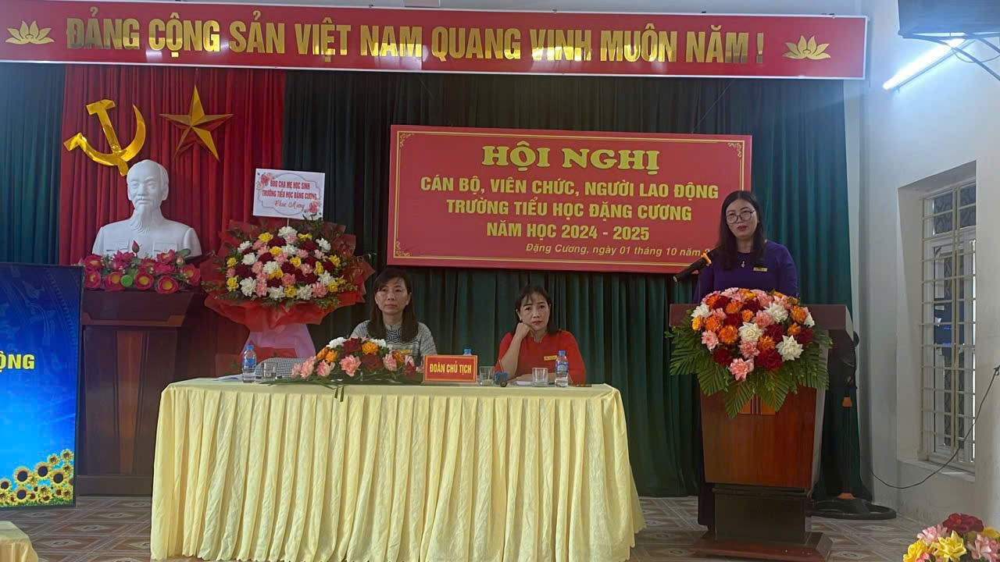 ĐẢNG CỘNG SẢN VIỆT NAM QUANG VINH MUÔN NĂM !
HỘI NGHỊ
CÁN BỘ, VIÊN CHỨC, NGƯỜI LAO ĐỘNG
TRƯỜNG TIỂU HỌC ĐẶNG CƯƠNG
NĂM HỌC 2024 - 2025
Đặng Cương, ngày 01 tháng 10 năm 2
BĐD CHA MẸ HỌC SINH
TRƯỜNG TIỂU HỌC ĐẶNG CƯƠNG
Chúc Mừng
ỘNG
ĐOÀN CHỦ TỊCH